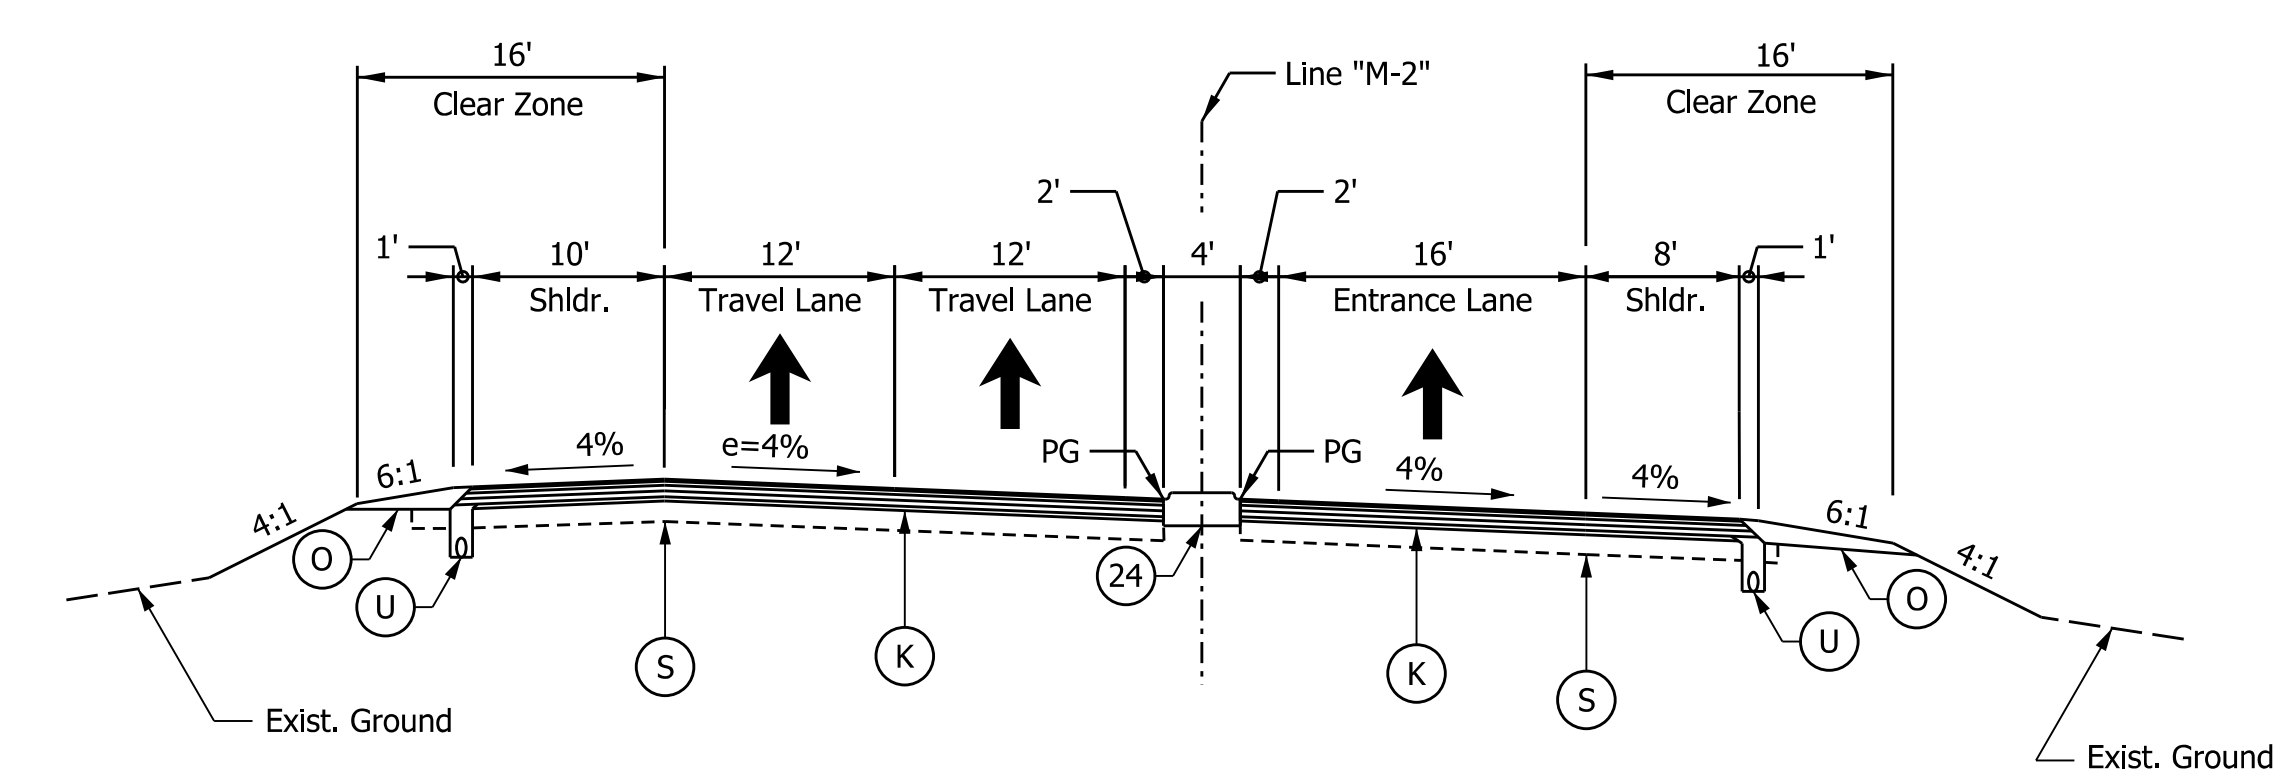 16'
Clear Zone
Line "M-2"
16'
Clear Zone
2'
2'
1'
10'
Shldr.
12'
Travel Lane
12'
Travel Lane
4'
16'
Entrance Lane
8'
Shldr.
1'
4%
e=4%
PG
PG
4%
4%
6:1
4:1
6:1
4:1
O
U
S
K
24
K
S
U
O
Exist. Ground
Exist. Ground